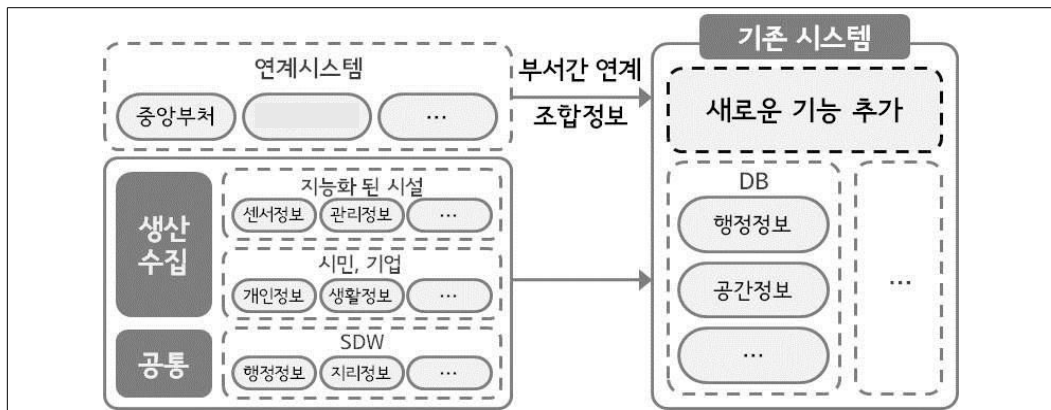 연계시스템
중앙부처
…
부서간 연계
조합정보
기존 시스템
새로운 기능 추가
생산
수집
지능화 된 시설
센서정보 관리정보 …
시민, 기업
개인정보 생활정보 …
공통
SDW
행정정보 지리정보 …
DB
행정정보
공간정보
…
…